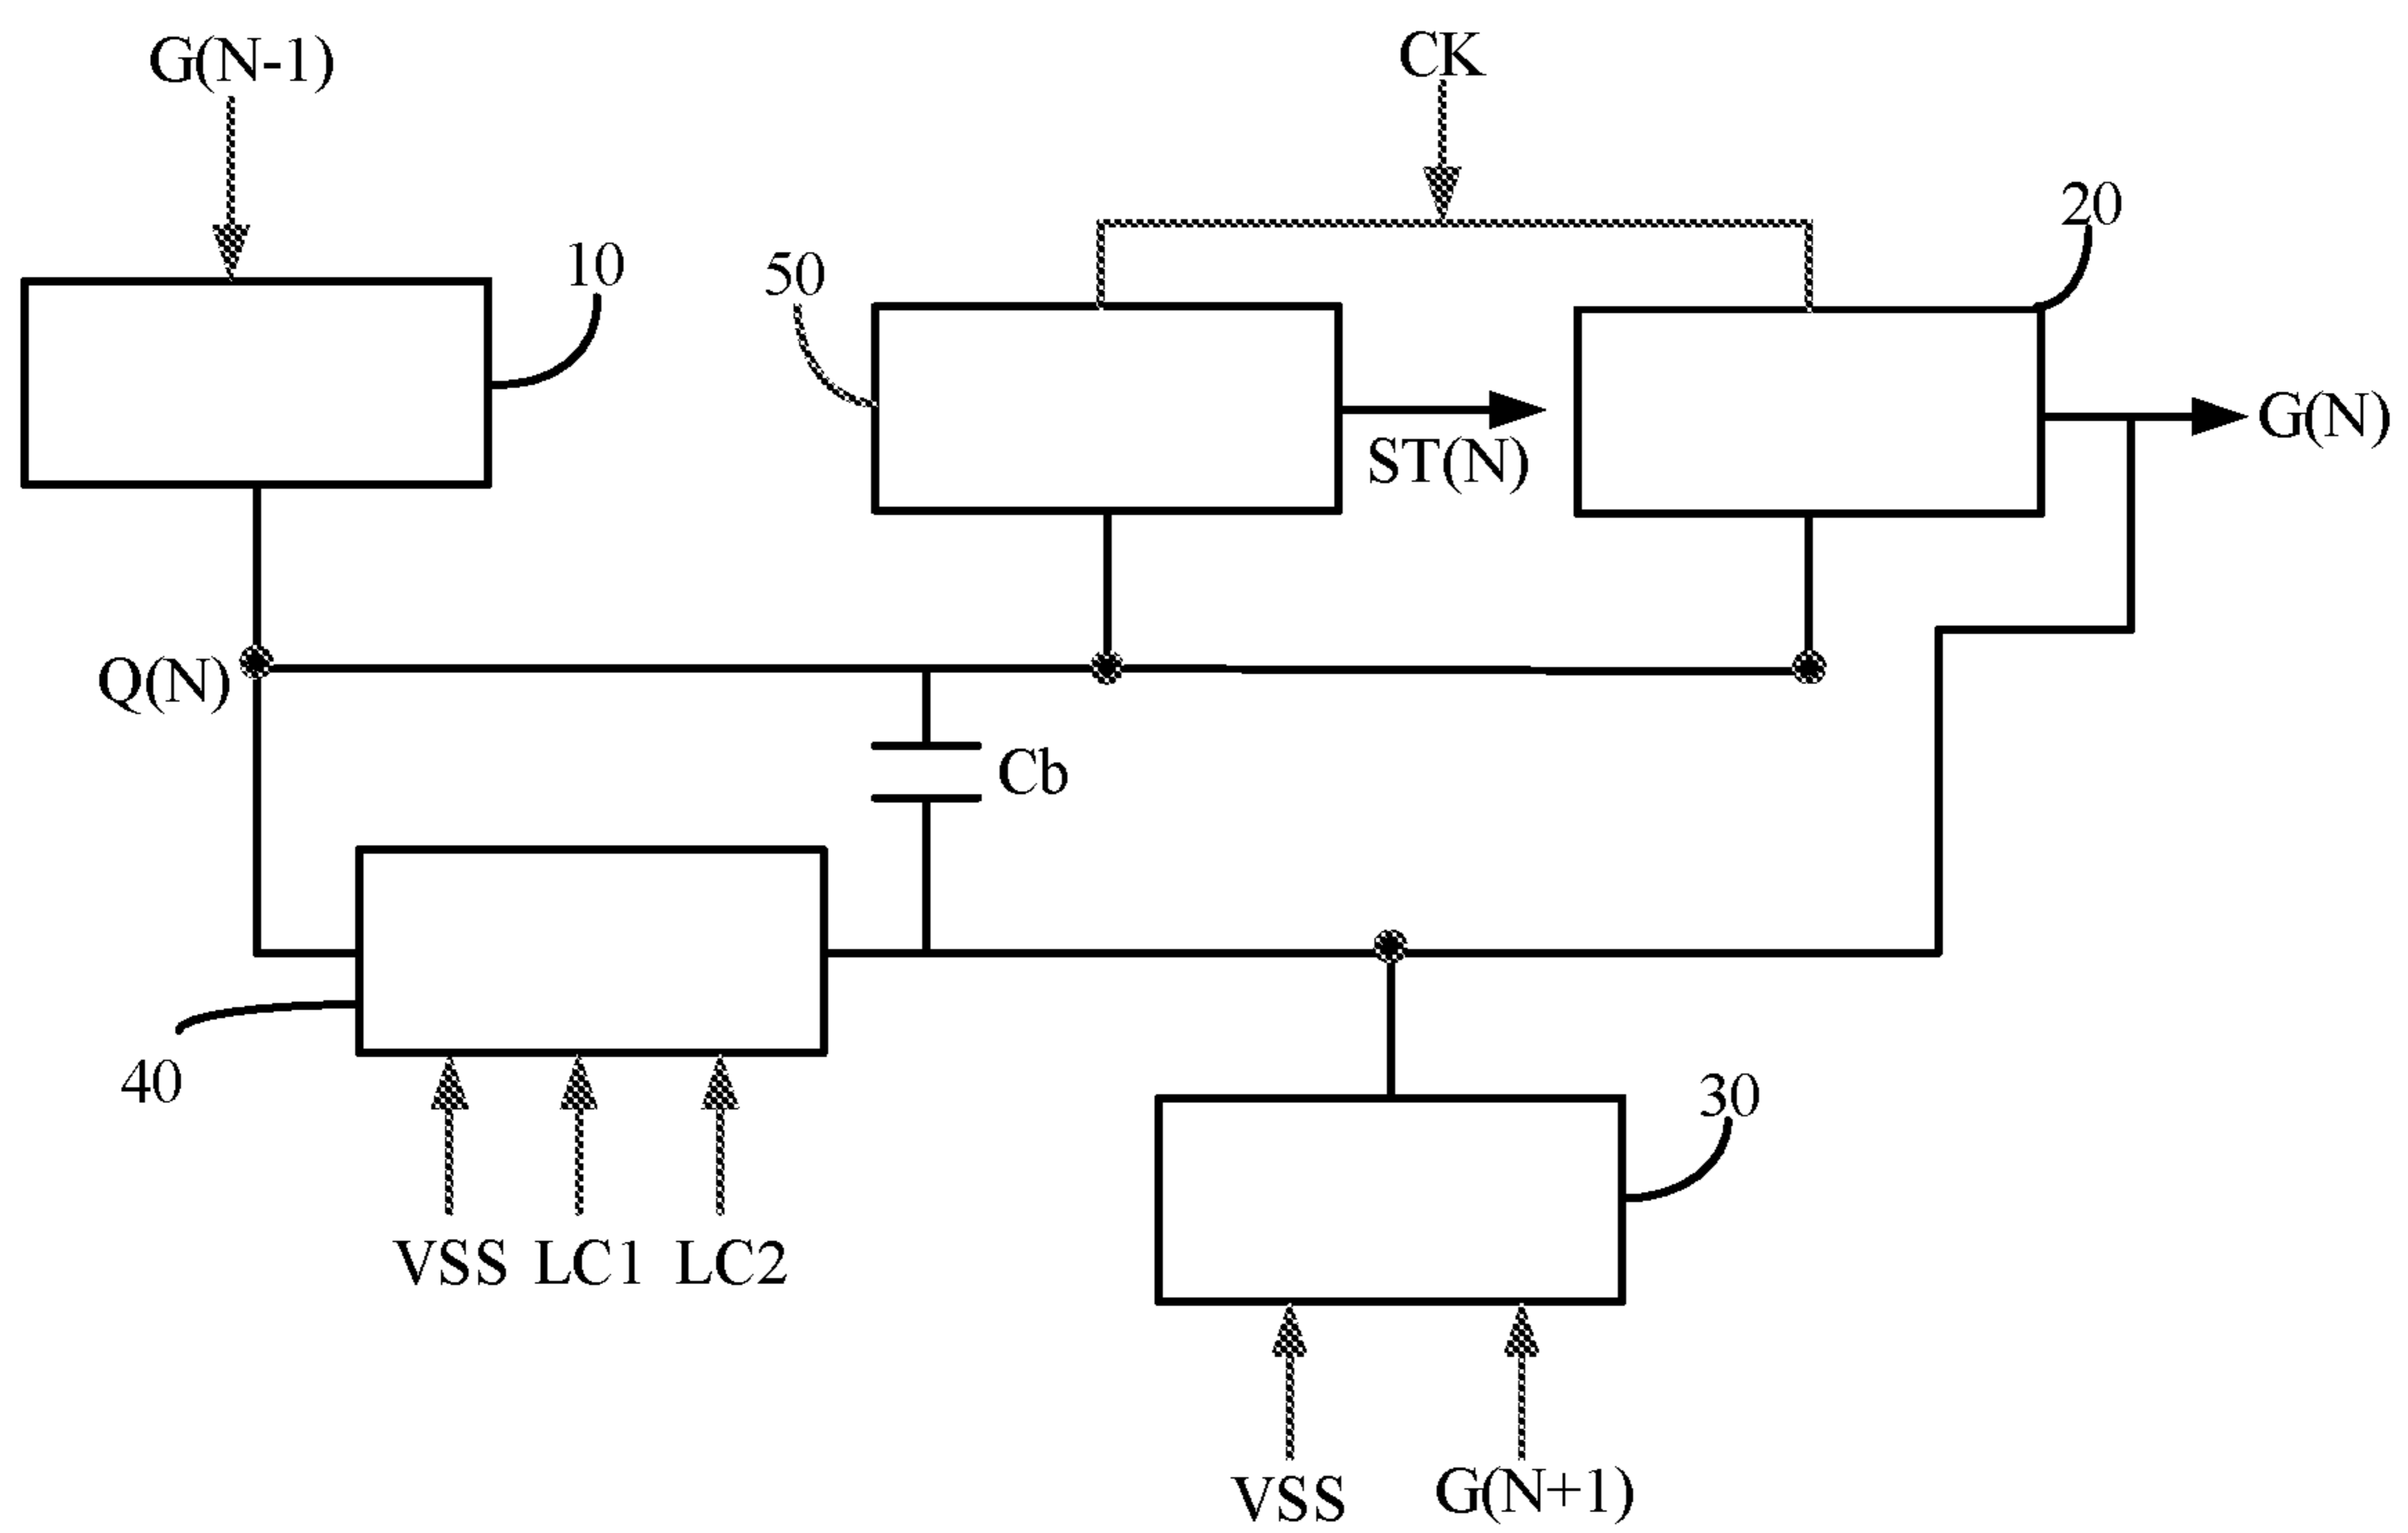 G(N-1)
CK
20
10
50
G(N)
ST(N)
Q(N)
Cb
40
30
VSS LC1 LC2
VSS G(N+1)